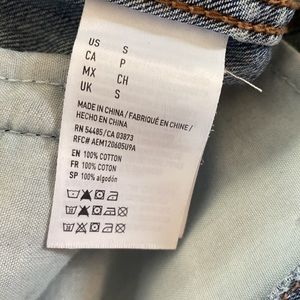 US S
CA P
MX CH
UK S
MADE IN CHINA / FABRIQUÉ EN CHINE /
HECHO EN CHINA
RN 54485 / CA 03873
RFC# AEM120605U9A
EN 100% COTTON
FR 100% COTON
SP 100% algodón